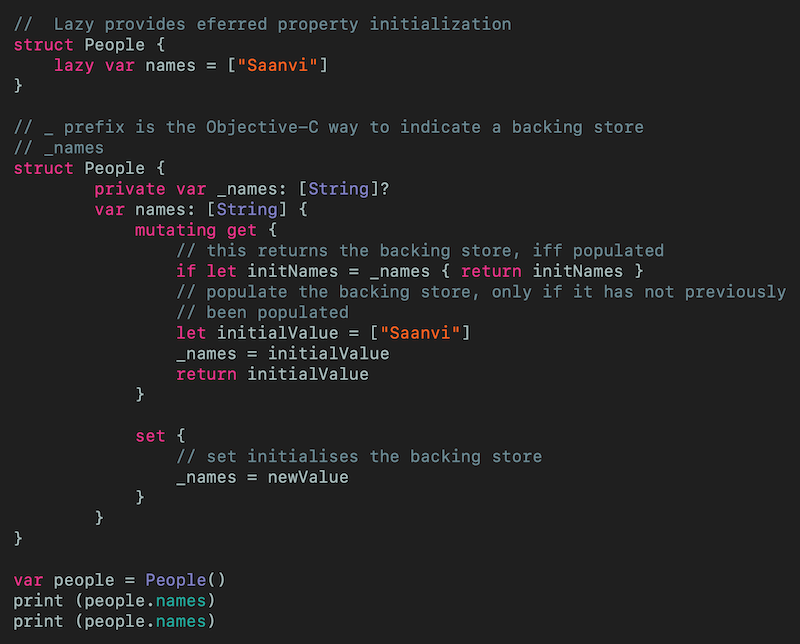 //  Lazy provides eferred property initialization
struct People {
    lazy var names = ["Saanvi"]
}

// _ prefix is the Objective-C way to indicate a backing store
// _names
struct People {
        private var _names: [String]?
        var names: [String] {
            mutating get {
                // this returns the backing store, iff populated
                if let initNames = _names { return initNames }
                // populate the backing store, only if it has not previously
                // been populated
                let initialValue = ["Saanvi"]
                _names = initialValue
                return initialValue
            }

            set {
                // set initialises the backing store
                _names = newValue
            }
        }
}

var people = People()
print (people.names)
print (people.names)